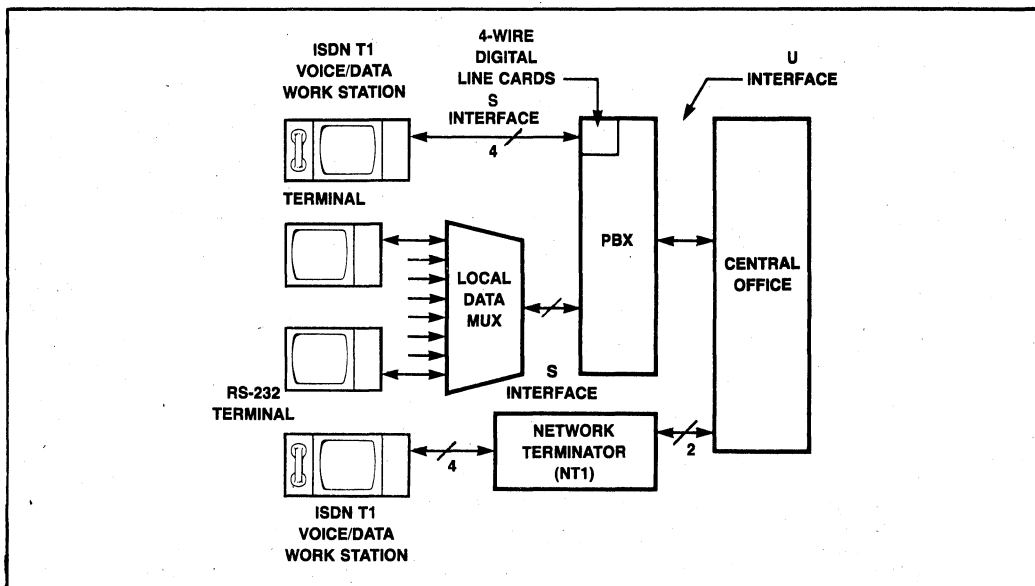 ISDN T1
VOICE/DATA
WORK STATION
4-WIRE
DIGITAL
LINE CARDS
S
INTERFACE
4
U
INTERFACE
TERMINAL
LOCAL
DATA
MUX
PBX
CENTRAL
OFFICE
S
INTERFACE
RS-232
TERMINAL
4
NETWORK
TERMINATOR
(NT1)
2
ISDN T1
VOICE/DATA
WORK STATION